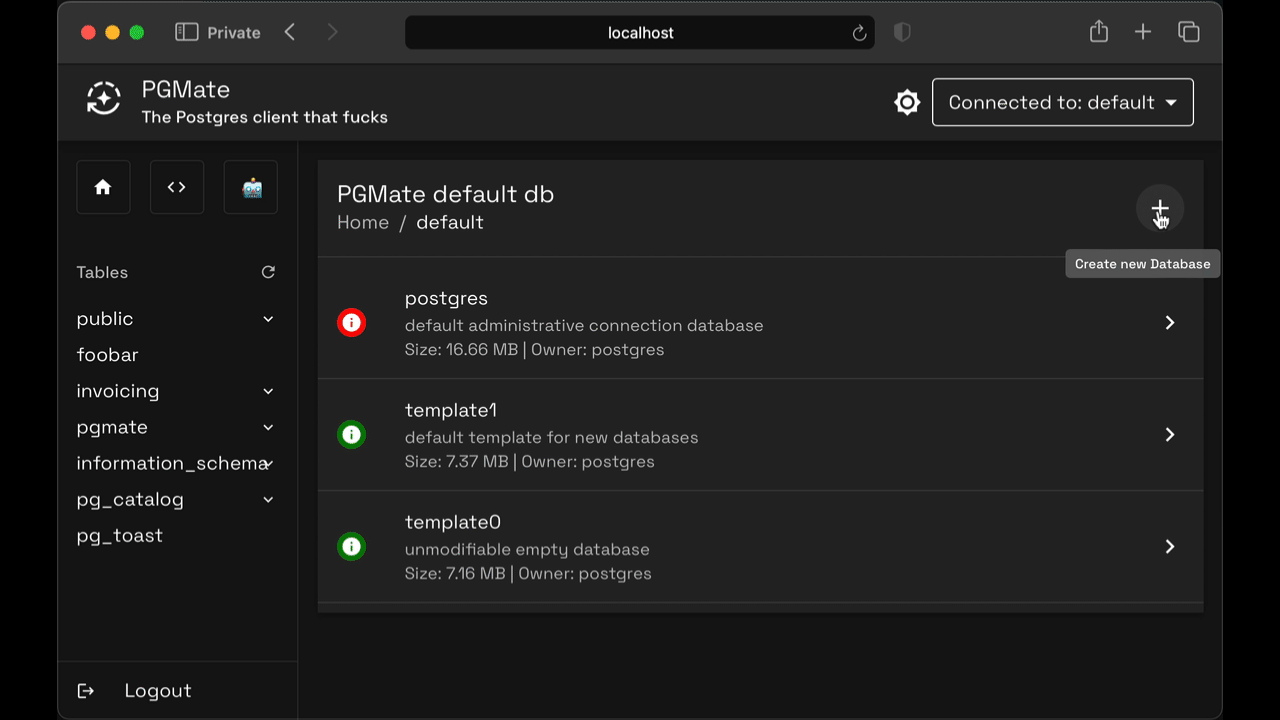 Private
localhost
PGMate
The Postgres client that fucks
Connected to: default
Tables
public
foobar
invoicing
pgmate
information_schema
pg_catalog
pg_toast
Logout
PGMate default db
Home / default
Create new Database
postgres
default administrative connection database
Size: 16.66 MB | Owner: postgres
template1
default template for new databases
Size: 7.37 MB | Owner: postgres
template0
unmodifiable empty database
Size: 7.16 MB | Owner: postgres